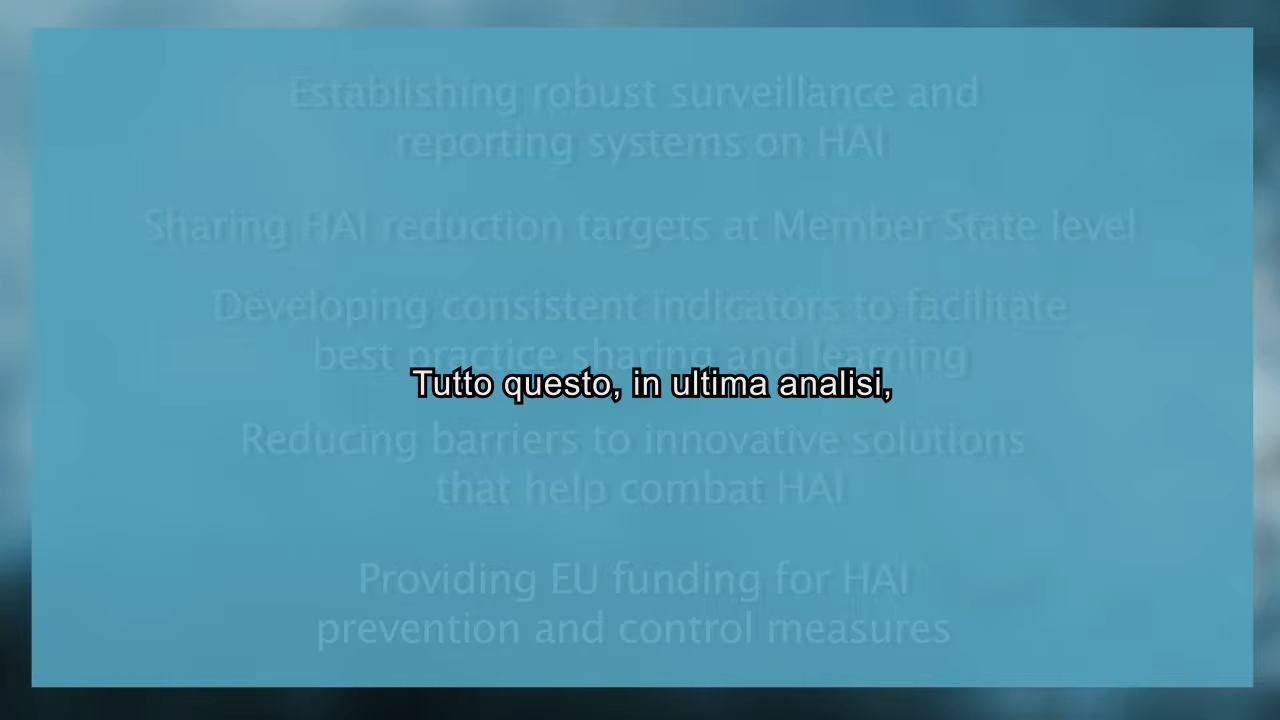 Establishing robust surveillance and
reporting systems on HAI
Sharing HAI reduction targets at Member State level
Developing consistent indicators to facilitate
best practice sharing and learning
Tutto questo, in ultima analisi,
Reducing barriers to innovative solutions
that help combat HAI
Providing EU funding for HAI
prevention and control measures